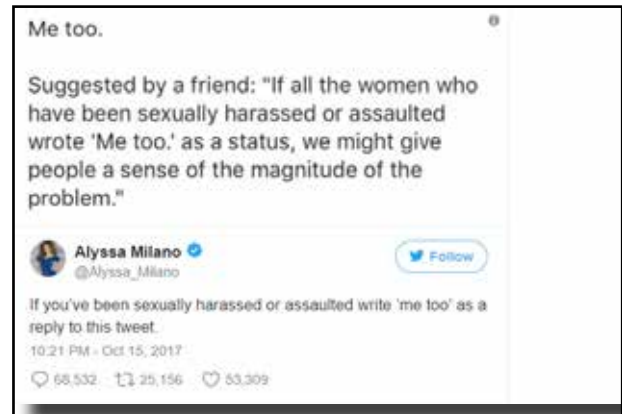 Me too.
Suggested by a friend: "If all the women who
have been sexually harassed or assaulted
wrote 'Me too.' as a status, we might give
people a sense of the magnitude of the
problem."
Alyssa Milano
@Alyssa_Milano
Follow
If you've been sexually harassed or assaulted write 'me too' as a
reply to this tweet.
10:21 PM - Oct 15, 2017
68,532 25,156 53,309